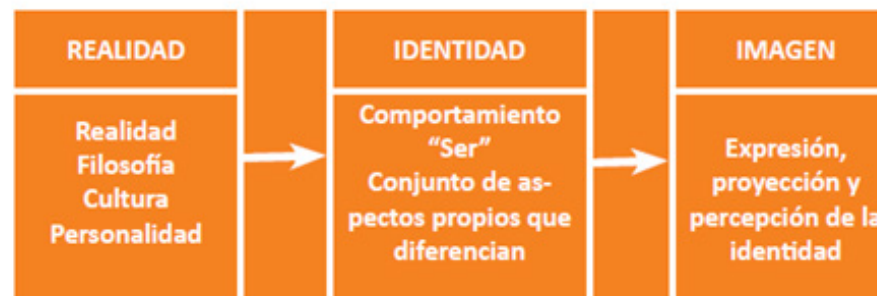 REALIDAD
Realidad
Filosofía
Cultura
Personalidad
IDENTIDAD
Comportamiento
“Ser”
Conjunto de as-
pectos propios que
diferencian
IMAGEN
Expresión,
proyección y
percepción de la
identidad